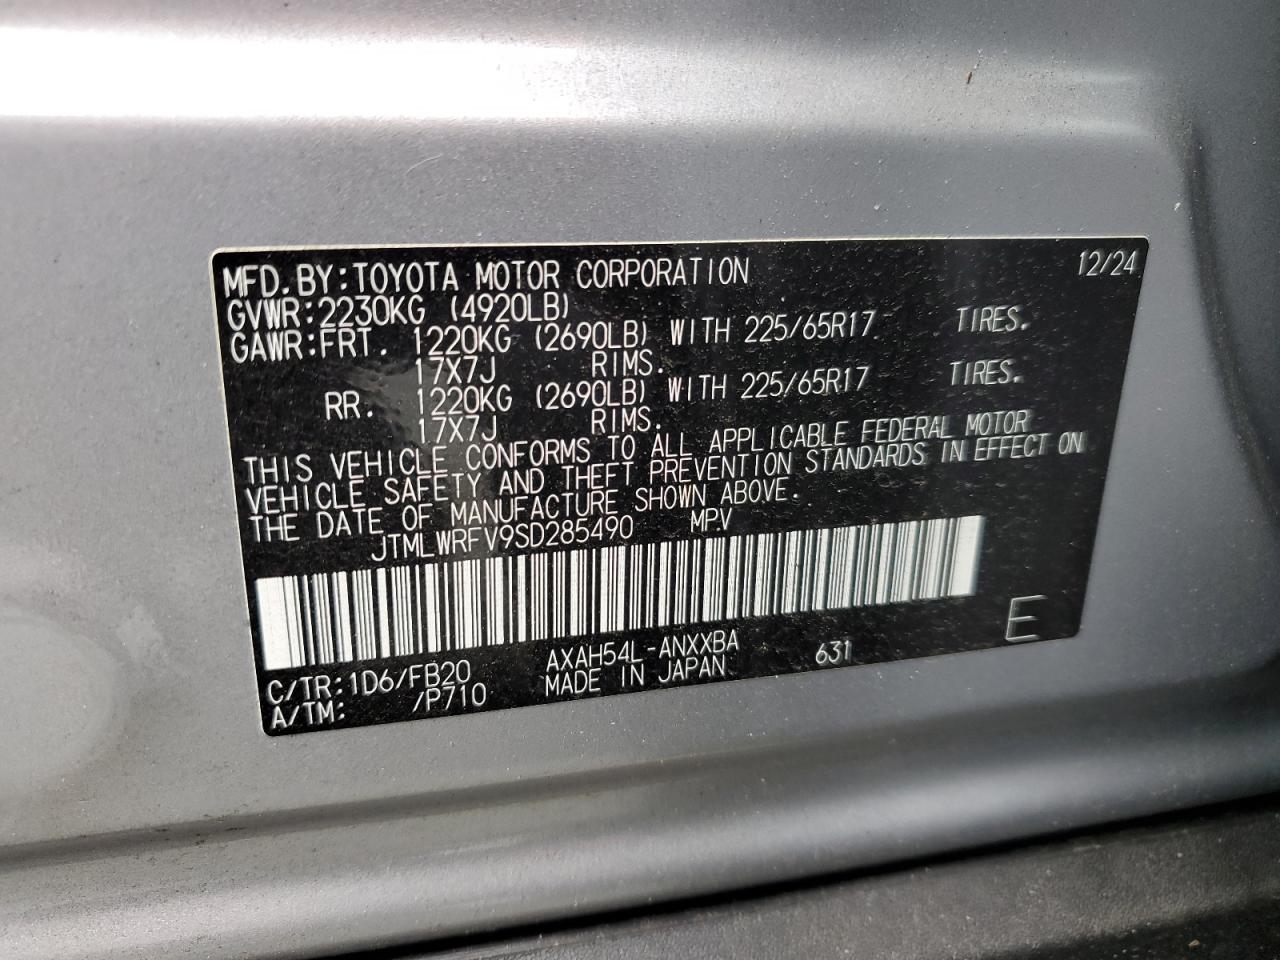 MFD. BY: TOYOTA MOTOR CORPORATION 12/24
GVWR: 2230KG (4920LB)
GAWR: FRT. 1220KG (2690LB) WITH 225/65R17 TIRES.
17X7J RIMS.
RR. 1220KG (2690LB) WITH 225/65R17 TIRES.
17X7J RIMS.
THIS VEHICLE CONFORMS TO ALL APPLICABLE FEDERAL MOTOR
VEHICLE SAFETY AND THEFT PREVENTION STANDARDS IN EFFECT ON
THE DATE OF MANUFACTURE SHOWN ABOVE.
JTMLWRFV9SD285490 MPV
C/TR: 1D6/FB20 AXAH54L-ANXXBA 631 E
A/TM: /P710 MADE IN JAPAN